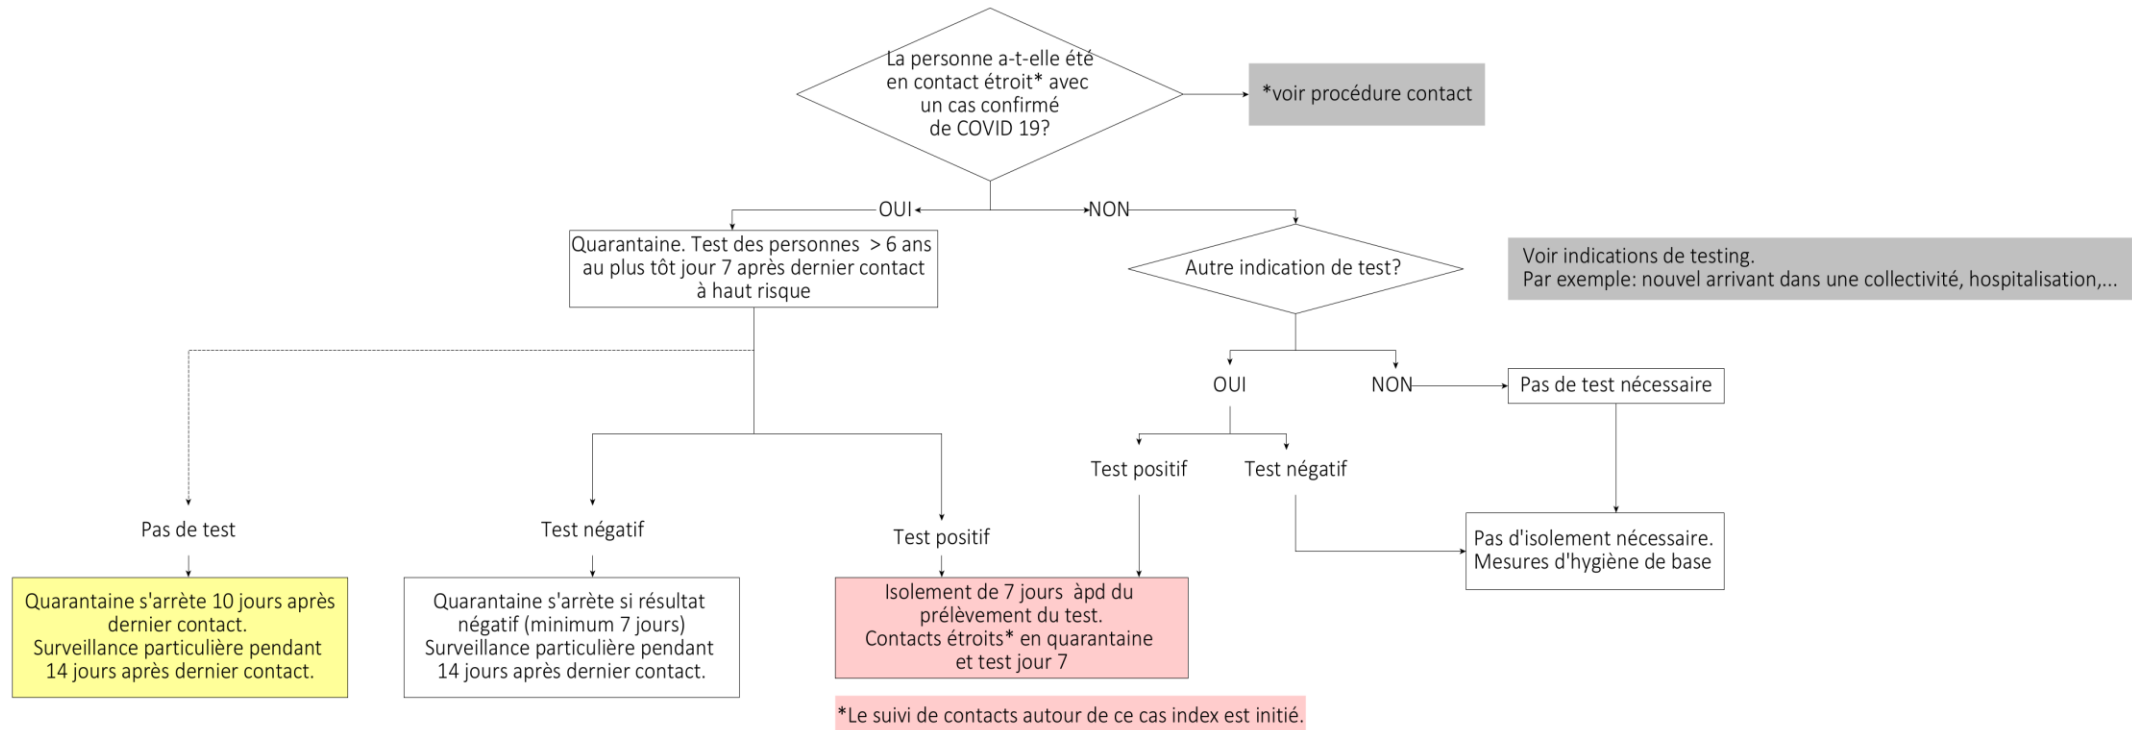 La personne a-t-elle été
en contact étroit* avec
un cas confirmé
de COVID 19?
*voir procédure contact
OUI
NON
Quarantaine. Test des personnes > 6 ans
au plus tôt jour 7 après dernier contact
à haut risque
Autre indication de test?
Voir indications de testing.
Par exemple: nouvel arrivant dans une collectivité, hospitalisation,...
OUI
NON
Pas de test nécessaire
Test positif
Test négatif
Pas de test
Test négatif
Test positif
Pas d'isolement nécessaire.
Mesures d'hygiène de base
Quarantaine s'arrète 10 jours après
dernier contact.
Surveillance particulière pendant
14 jours après dernier contact.
Quarantaine s'arrète si résultat
négatif (minimum 7 jours)
Surveillance particulière pendant
14 jours après dernier contact.
Isolement de 7 jours àpd du
prélèvement du test.
Contacts étroits* en quarantaine
et test jour 7
*Le suivi de contacts autour de ce cas index est initié.